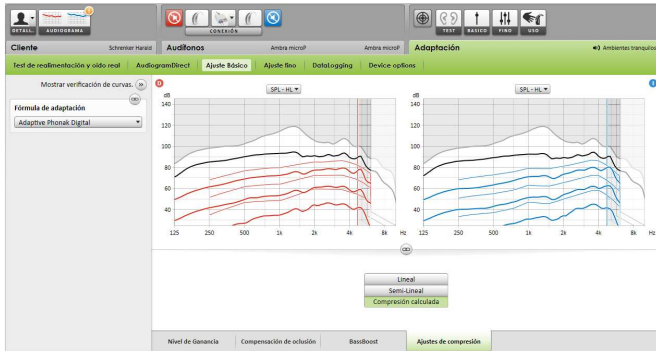 DETALL. AUDIOGRAMA CONEXIÓN TEST BASICO FINO USO
Cliente Schrenker Harald Audífonos Ambra microP Ambra microP Adaptación Ambientes tranquilos
Test de realimentación y oído real AudiogramDirect Ajuste Básico Ajuste fino DataLogging Device options
Mostrar verificación de curvas.
Fórmula de adaptación
Adaptive Phonak Digital
D SPL - HL SPL - HL I
dB dB
140 140
120 120
100 100
80 80
60 60
40 40
125 250 500 1k 2k 4k 8k Hz 125 250 500 1k 2k 4k 8k Hz
Lineal
Semi-Lineal
Compresión calculada
Nivel de Ganancia Compensación de oclusión BassBoost Ajustes de compresión